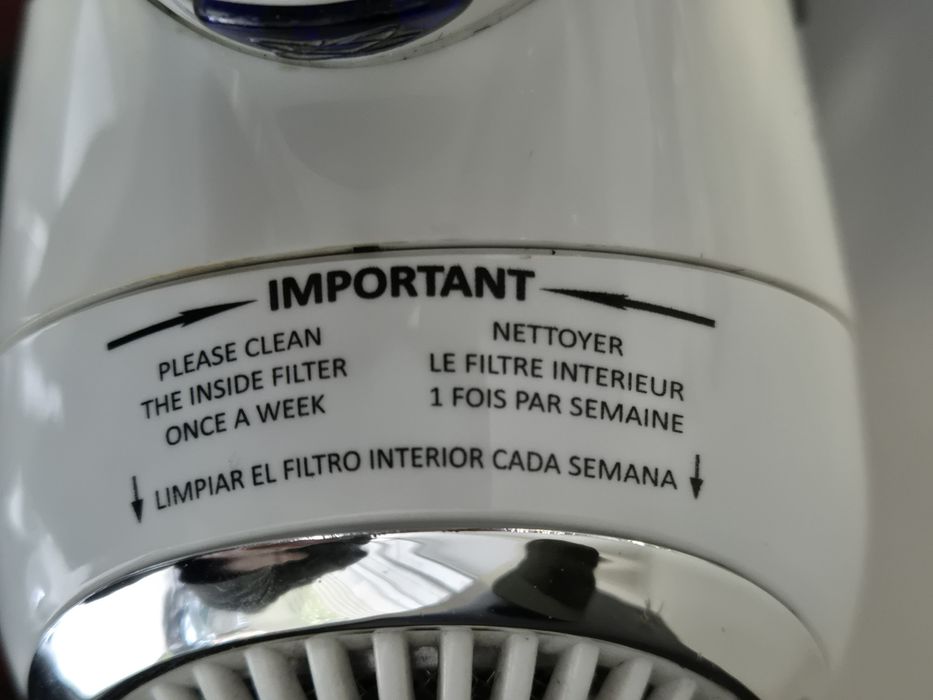 IMPORTANT
PLEASE CLEAN
THE INSIDE FILTER
ONCE A WEEK
NETTOYER
LE FILTRE INTERIEUR
1 FOIS PAR SEMAINE
LIMPIAR EL FILTRO INTERIOR CADA SEMANA